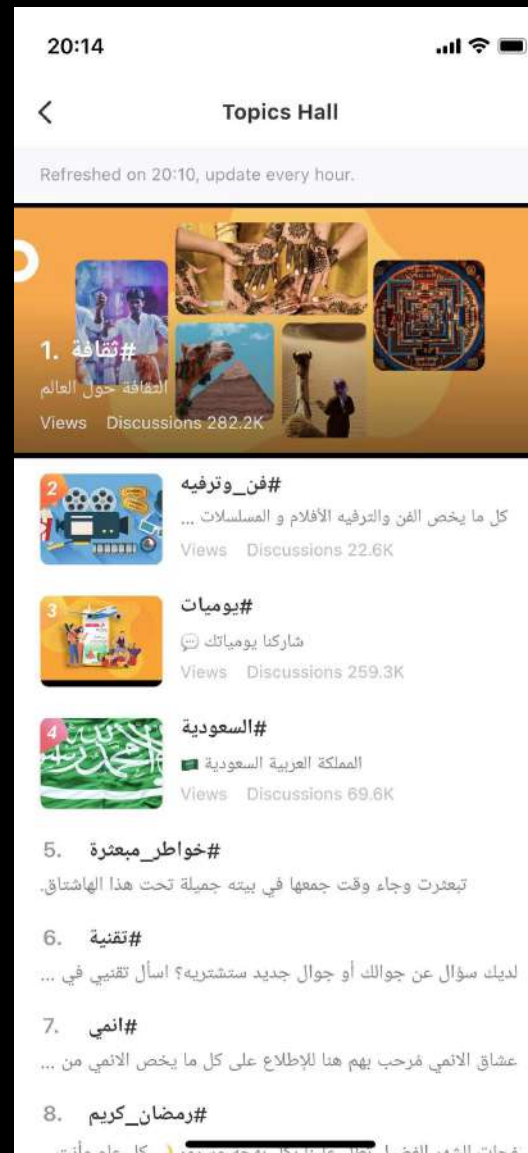 20:14
Topics Hall
Refreshed on 20:10, update every hour.
1. #ثقافة
الثقافة حول العالم
Views Discussions 282.2K
2
#فن_وترفيه
كل ما يخص الفن والترفيه الأفلام و المسلسلات ...
Views Discussions 22.6K
3
#يوميات
شاركنا يومياتك 💬
Views Discussions 259.3K
4
#السعودية
المملكة العربية السعودية 🇸🇦
Views Discussions 69.6K
5. #خواطر_مبعثرة
تبعثرت وجاء وقت جمعها في بيته جميلة تحت هذا الهاشتاق.
6. #تقنية
لديك سؤال عن جوالك أو جوال جديد ستشتريه؟ اسأل تقنيي في ...
7. #انمي
عشاق الانمي مُرحب بهم هنا للإطلاع على كل ما يخص الانمي من ...
8. #رمضان_كريم